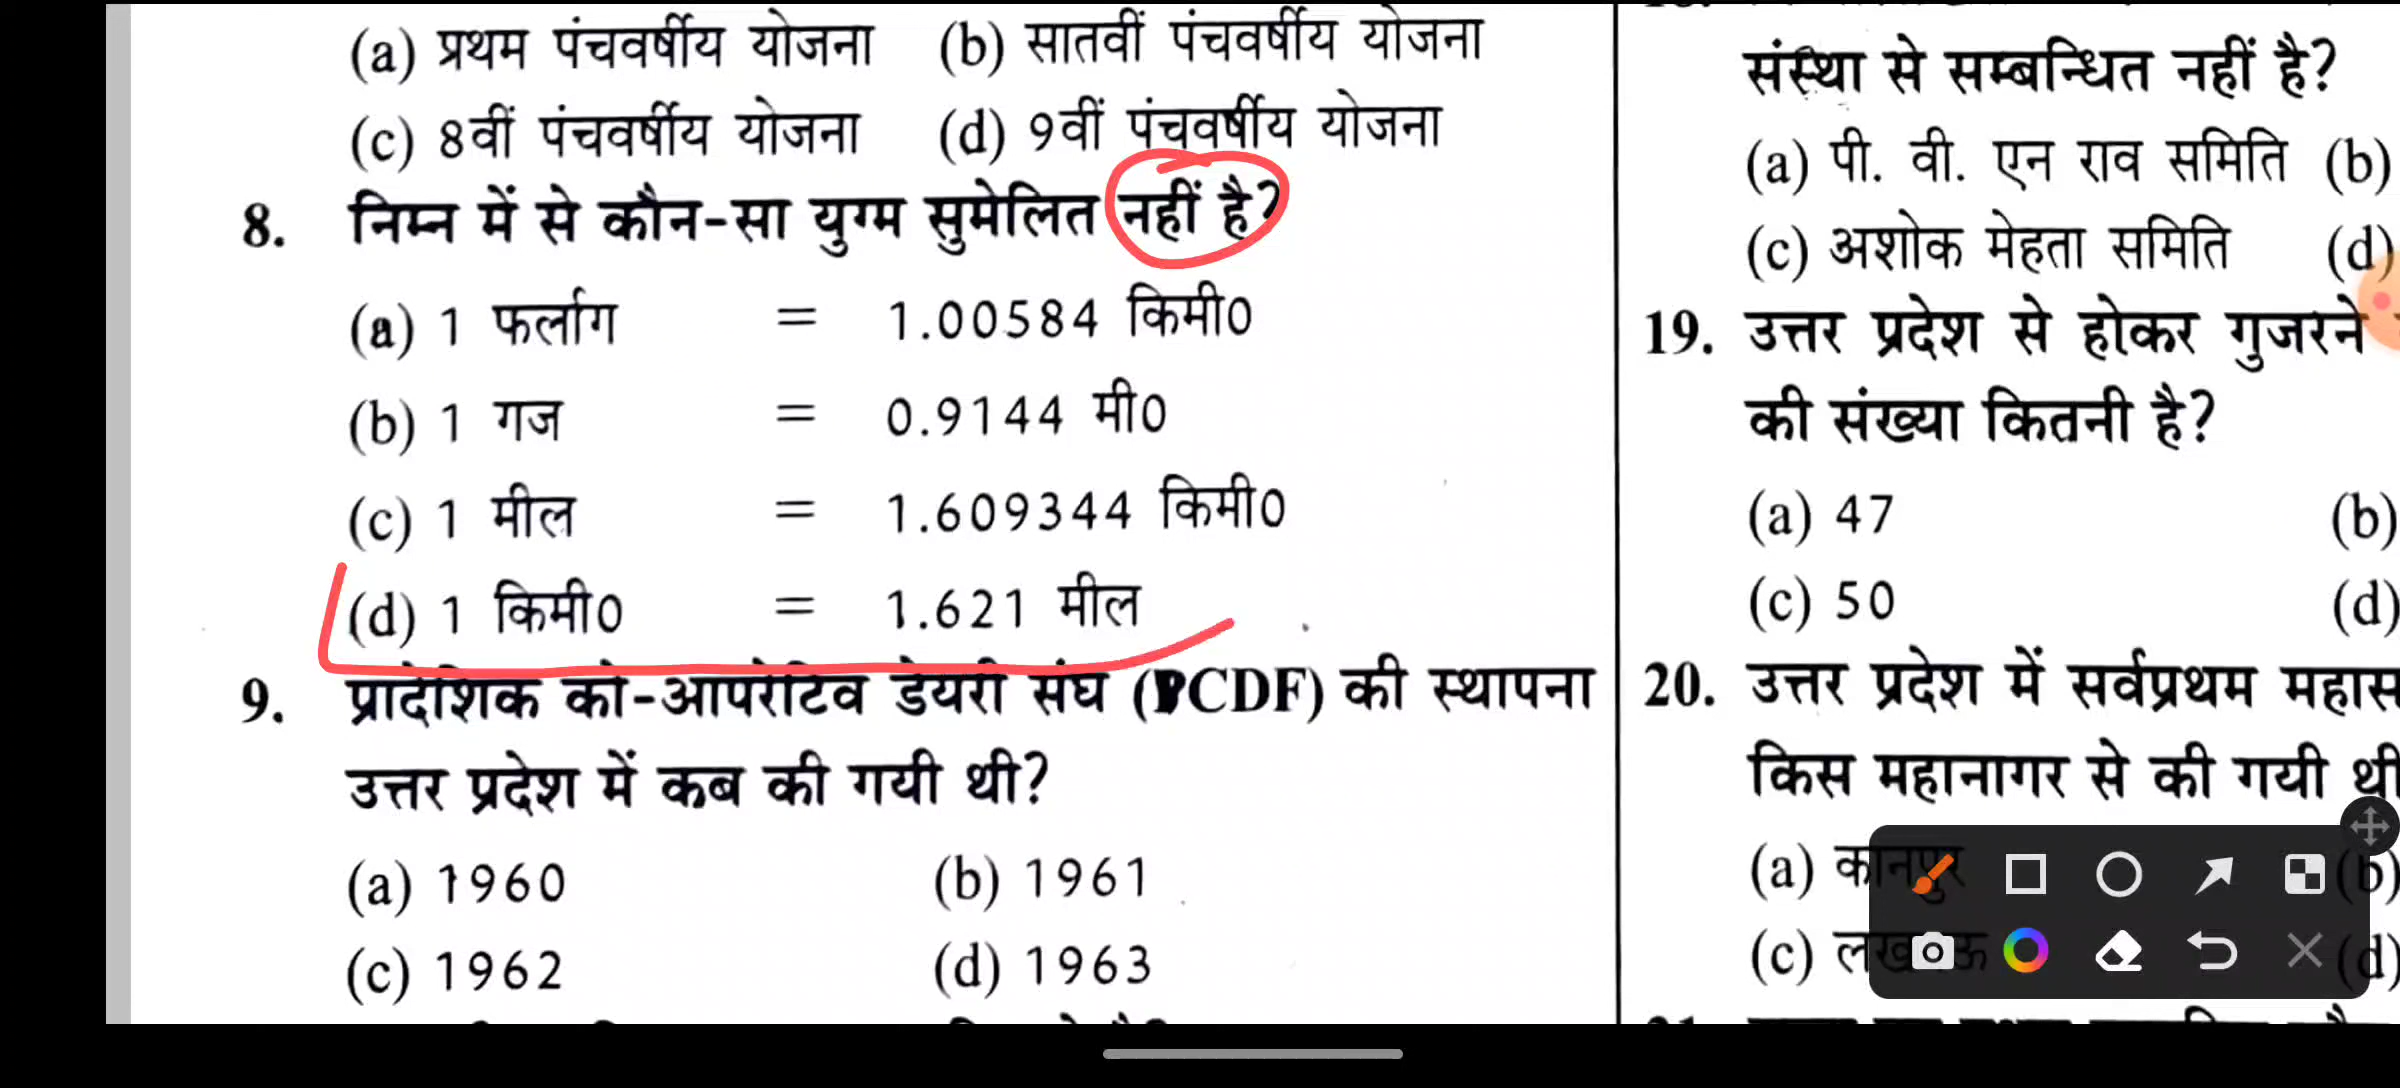 (a) प्रथम पंचवर्षीय योजना (b) सातवीं पंचवर्षीय योजना
(c) 8वीं पंचवर्षीय योजना (d) 9वीं पंचवर्षीय योजना
8. निम्न में से कौन-सा युग्म सुमेलित नहीं है?
(a) 1 फर्लांग = 1.00584 किमी0
(b) 1 गज = 0.9144 मी0
(c) 1 मील = 1.609344 किमी0
(d) 1 किमी0 = 1.621 मील
9. प्रादेशिक को-आपरेटिव डेयरी संघ (PCDF) की स्थापना
उत्तर प्रदेश में कब की गयी थी?
(a) 1960 (b) 1961
(c) 1962 (d) 1963
संस्था से सम्बन्धित नहीं है?
(a) पी. वी. एन राव समिति (b)
(c) अशोक मेहता समिति (d)
19. उत्तर प्रदेश से होकर गुजरने
की संख्या कितनी है?
(a) 47 (b)
(c) 50 (d)
20. उत्तर प्रदेश में सर्वप्रथम
किस महानागर से की गयी थी
(a) कानपुर (b)
(c) लखनऊ (d)